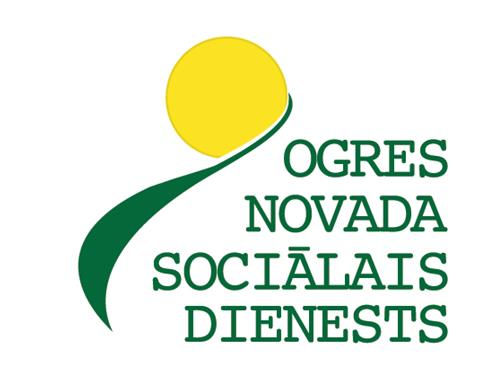 OGRES
NOVADA
SOCIĀLAIS
DIENESTS